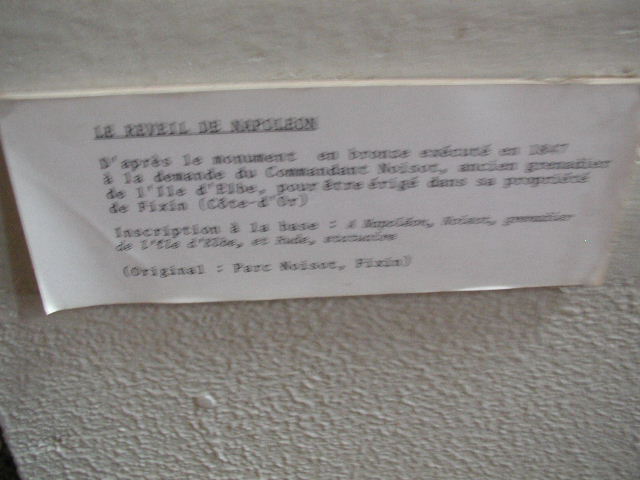 LE REVEIL DE NAPOLEON
D'après le monument en bronze exécuté en 1847
à la demande du Commandant Noisot, ancien grenadier
de l'Ile d'Elbe, pour être érigé dans sa propriété
de Fixin (Côte-d'Or)
Inscription à la base : A Napoléon, Noisot, grenadier
de l'île d'Elbe, et Rude, statuaire
(Original : Parc Noisot, Fixin)